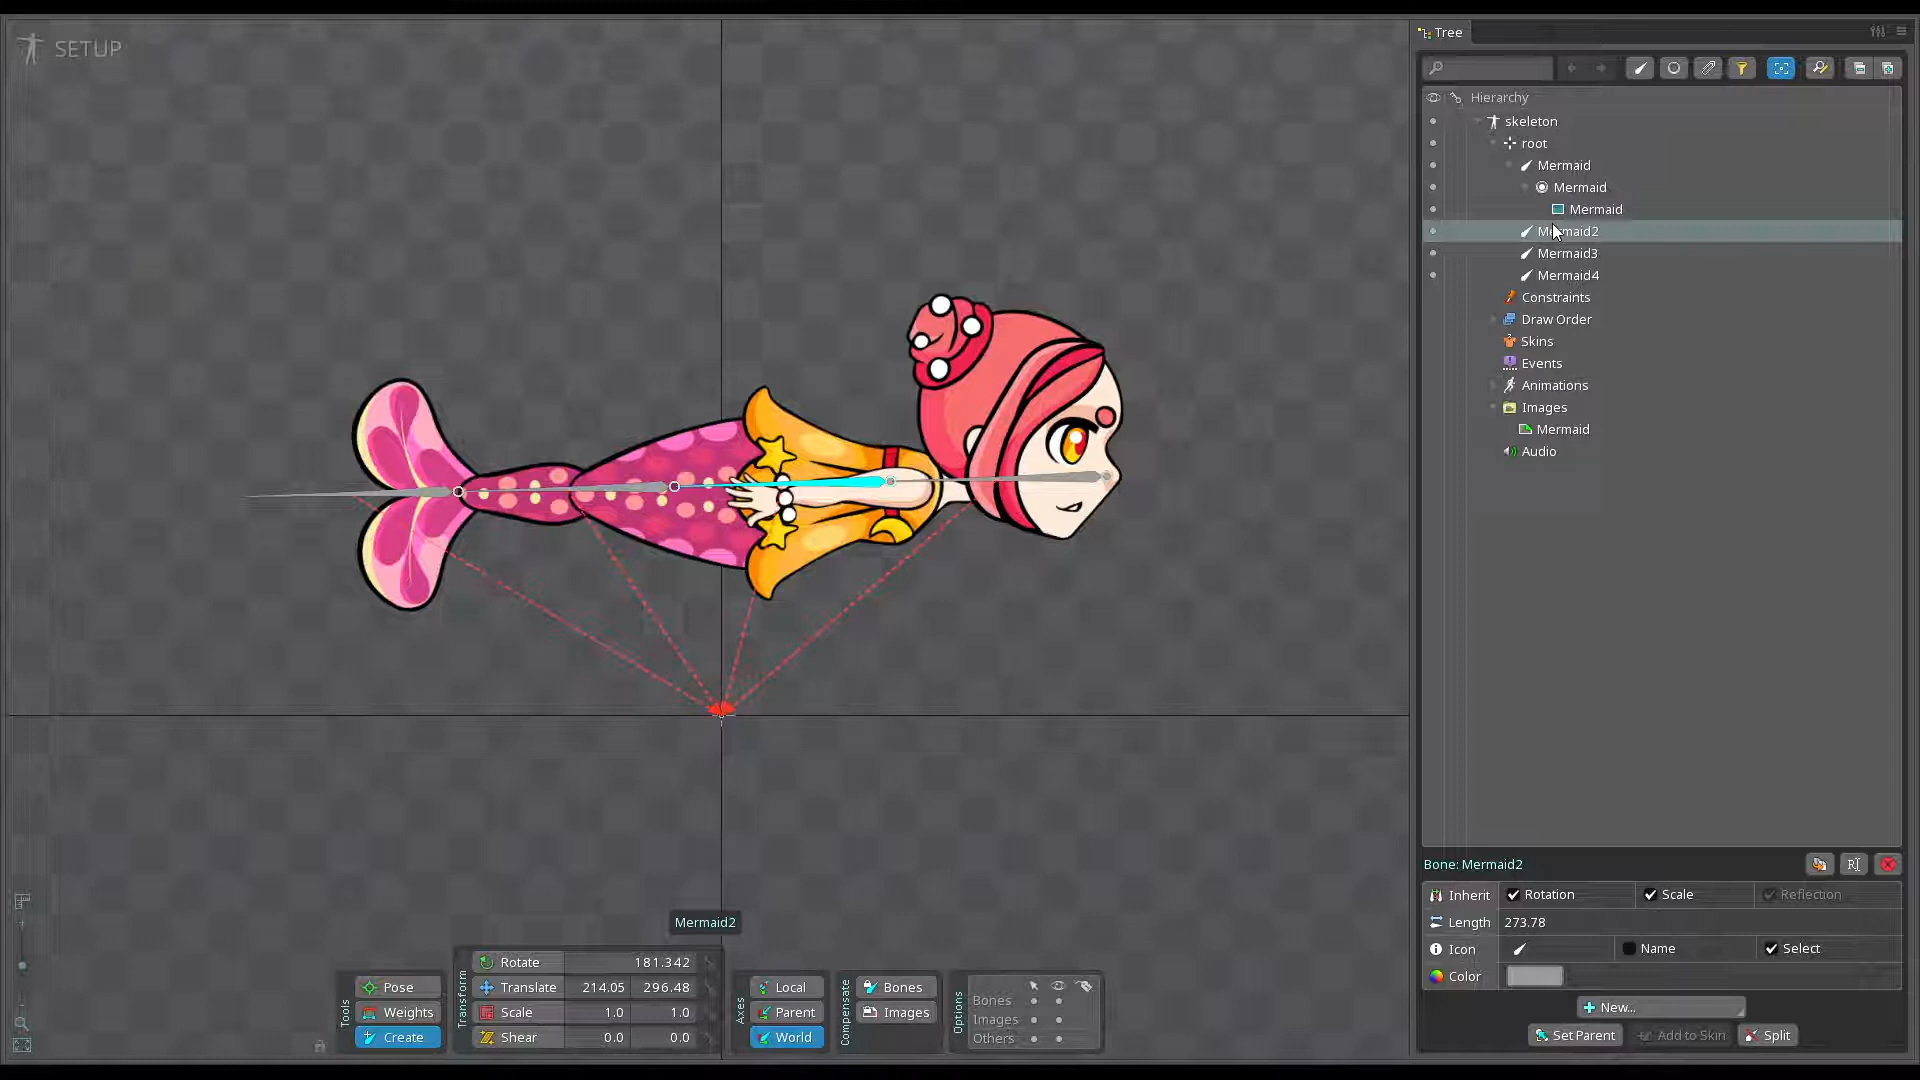 SETUP
Tree
Hierarchy
skeleton
root
Mermaid
Mermaid
Mermaid
Mermaid2
Mermaid3
Mermaid4
Constraints
Draw Order
Skins
Events
Animations
Images
Mermaid
Audio
Bone: Mermaid2
Inherit Rotation Scale Reflection
Length 273.78
Icon Name Select
Color
New...
Set Parent Add to Skin Split
Mermaid2
Tools
Pose
Weights
Create
Transform
Rotate 181.342
Translate 214.05 296.48
Scale 1.0 1.0
Shear 0.0 0.0
Axes
Local
Parent
World
Compensate
Bones
Images
Options
Bones
Images
Others